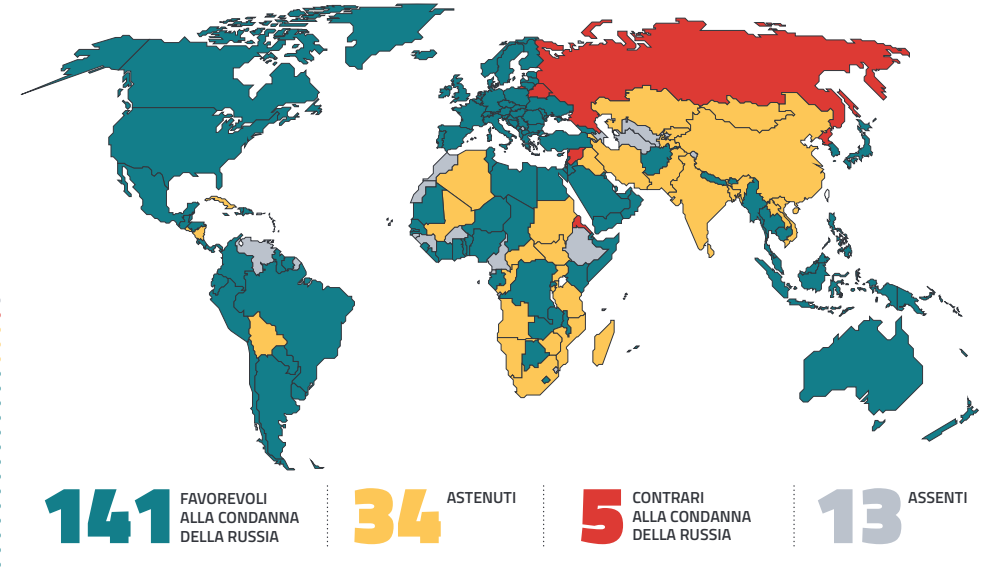 141 FAVOREVOLI
ALLA CONDANNA
DELLA RUSSIA
34 ASTENUTI
5 CONTRARI
ALLA CONDANNA
DELLA RUSSIA
13 ASSENTI